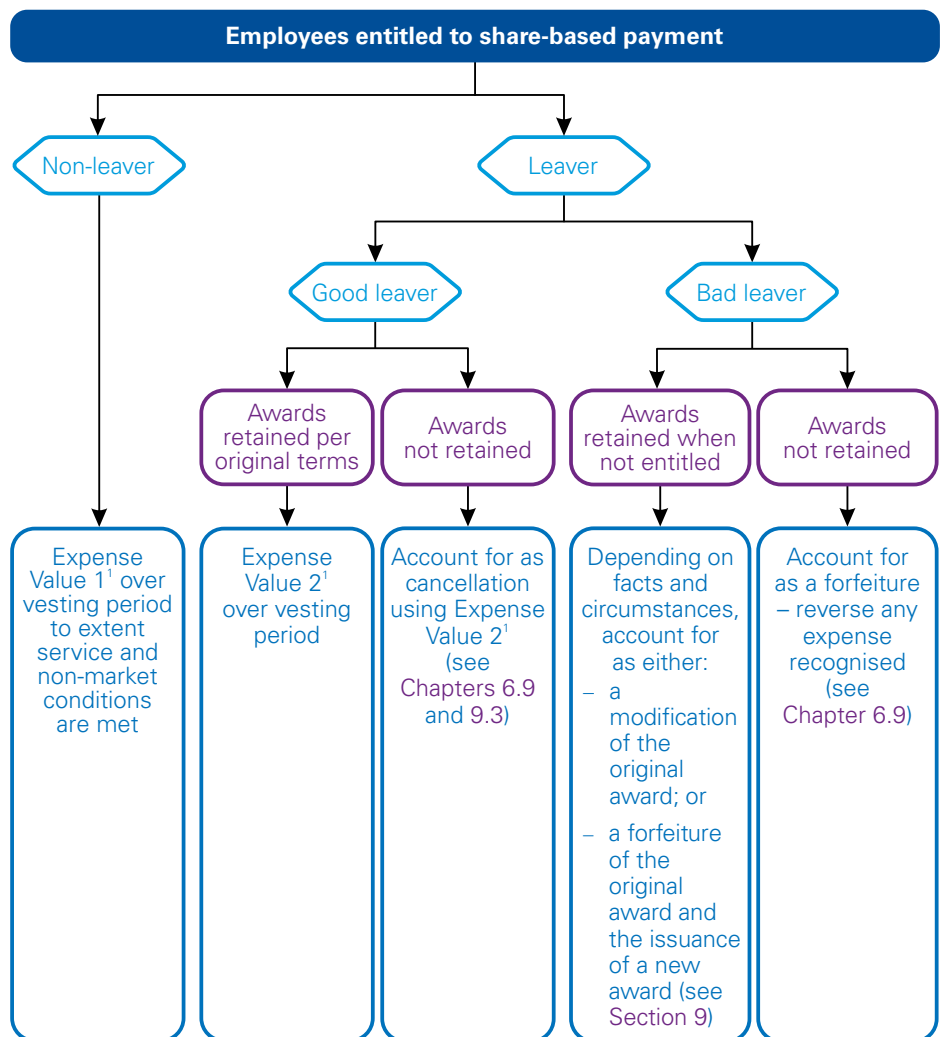 Employees entitled to share-based payment
Non-leaver
Leaver
Good leaver
Bad leaver
Awards
retained per
original terms
Awards
not retained
Awards
retained when
not entitled
Awards
not retained
Expense
Value 1¹ over
vesting period
to extent
service and
non-market
conditions
are met
Expense
Value 2¹
over vesting
period
Account for as
cancellation
using Expense
Value 2¹
(see
Chapters 6.9
and 9.3)
Depending on
facts and
circumstances,
account for
as either:
– a
modification
of the
original
award; or
– a forfeiture
of the
original
award and
the issuance
of a new
award (see
Section 9)
Account for
as a forfeiture
– reverse any
expense
recognised
(see
Chapter 6.9)